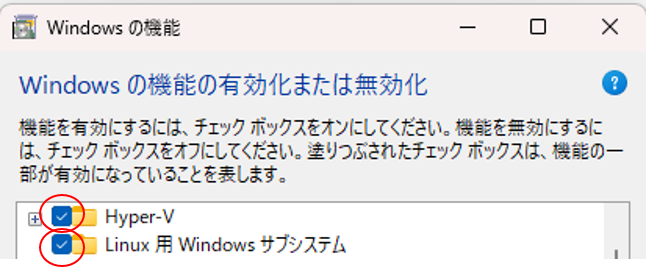 Windows の機能
Windows の機能の有効化または無効化
?
機能を有効にするには、チェック ボックスをオンにしてください。機能を無効にするに
は、チェック ボックスをオフにしてください。塗りつぶされたチェック ボックスは、機能の一
部が有効になっていることを表します。
Hyper-V
Linux 用 Windows サブシステム